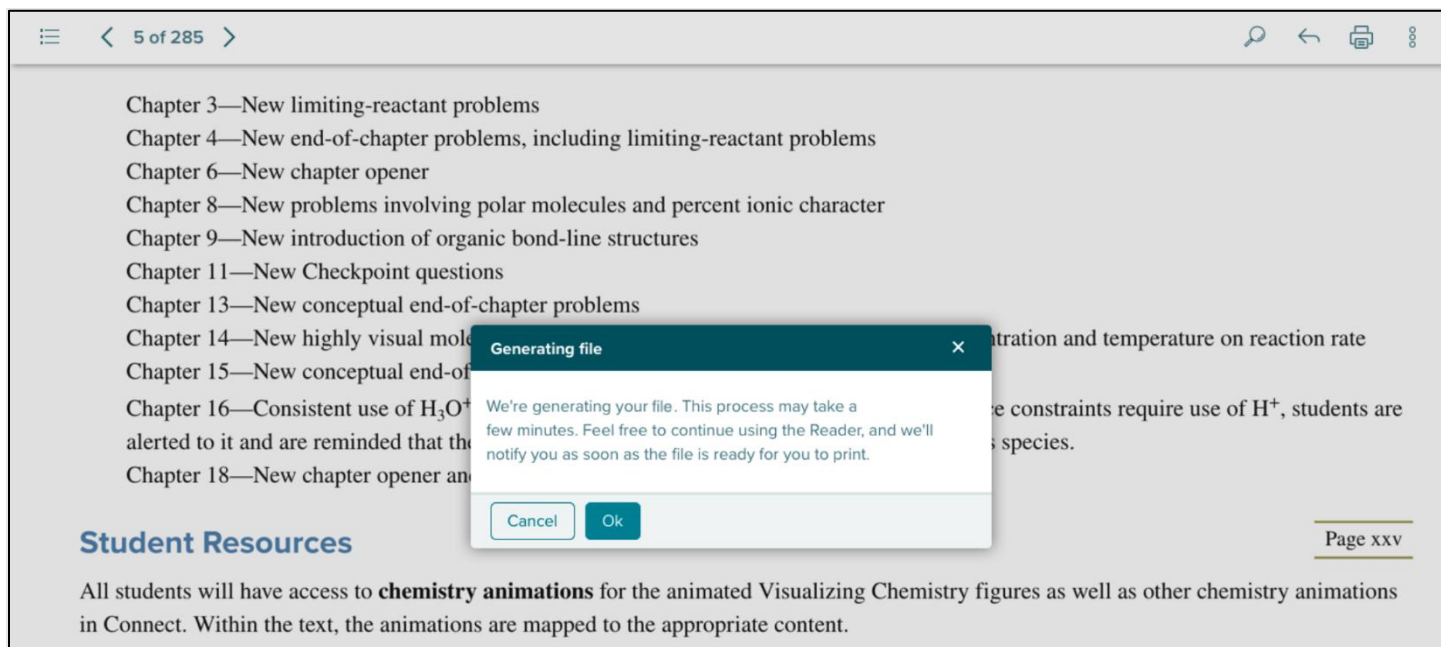 5 of 285
Chapter 3—New limiting-reactant problems
Chapter 4—New end-of-chapter problems, including limiting-reactant problems
Chapter 6—New chapter opener
Chapter 8—New problems involving polar molecules and percent ionic character
Chapter 9—New introduction of organic bond-line structures
Chapter 11—New Checkpoint questions
Chapter 13—New conceptual end-of-chapter problems
Chapter 14—New highly visual ntration and temperature on reaction rate
Chapter 15—New conceptual
Chapter 16—Consistent use of H₃O⁺ constraints require use of H⁺, students are
alerted to it and are reminded that species.
Chapter 18—New chapter opener
Generating file
We're generating your file. This process may take a
few minutes. Feel free to continue using the Reader, and we'll
notify you as soon as the file is ready for you to print.
Cancel Ok
Student Resources
Page xxv
All students will have access to chemistry animations for the animated Visualizing Chemistry figures as well as other chemistry animations
in Connect. Within the text, the animations are mapped to the appropriate content.